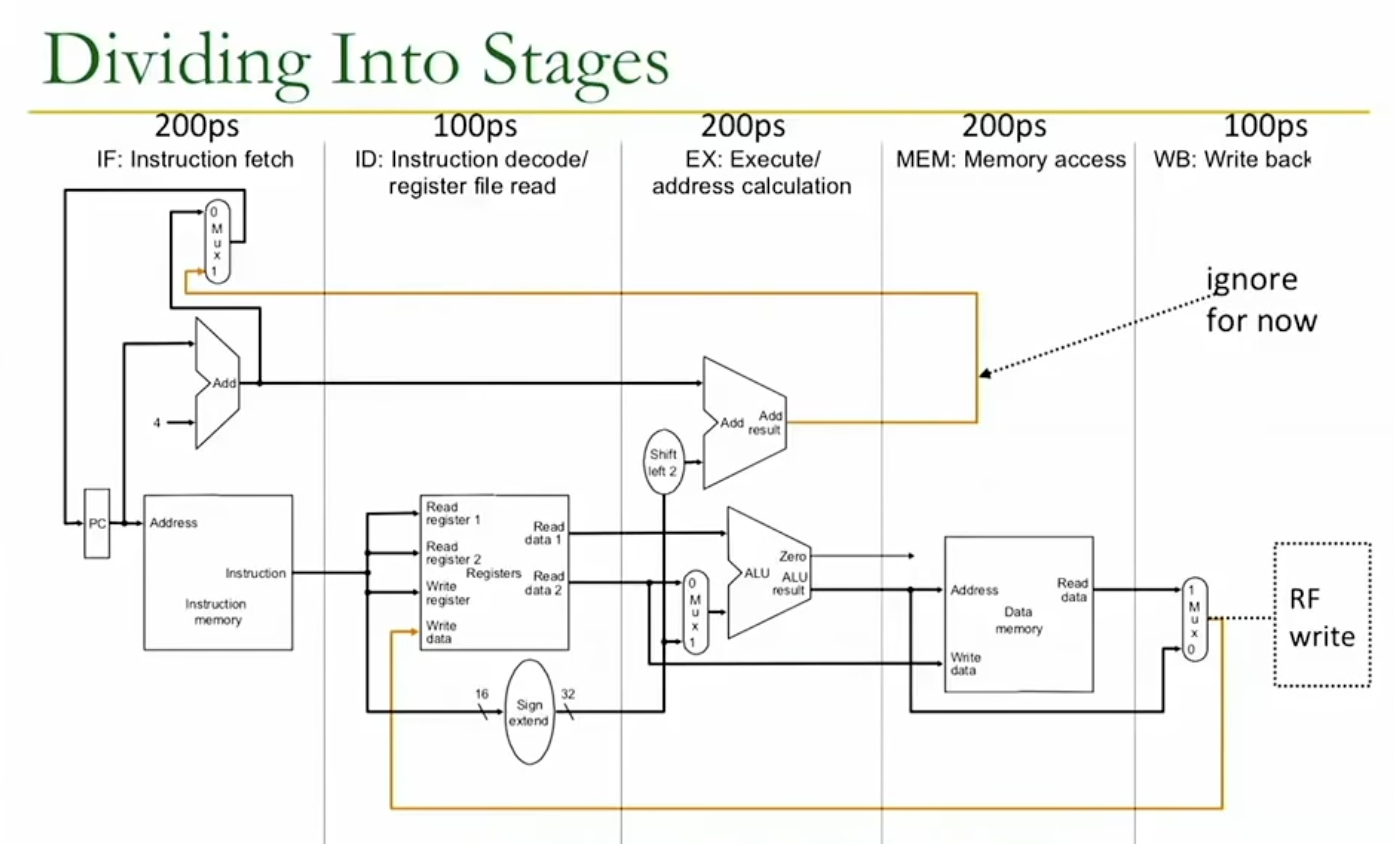 Dividing Into Stages
200ps
100ps
200ps
200ps
100ps
IF: Instruction fetch
ID: Instruction decode/
register file read
EX: Execute/
address calculation
MEM: Memory access
WB: Write back
0
M
u
x
1
ignore
for now
Add
4
Add
Add
result
Shift
left 2
PC
Address
Instruction
Instruction
memory
Read
register 1
Read
register 2
Write
register
Write
data
Registers
Read
data 1
Read
data 2
0
M
u
x
1
Zero
ALU
ALU
result
Address
Read
data
Data
memory
Write
data
1
M
u
x
0
RF
write
16
Sign
extend
32